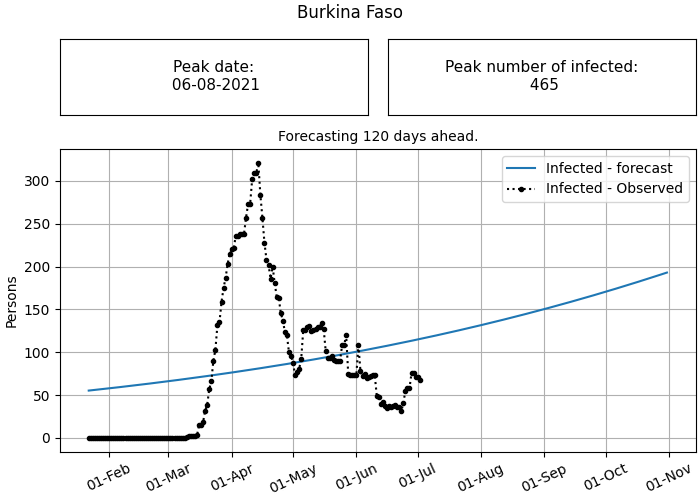 Burkina Faso
Peak date:
06-08-2021
Peak number of infected:
465
Forecasting 120 days ahead.
Infected - forecast
Infected - Observed
Persons
300
250
200
150
100
50
0
01-Feb
01-Mar
01-Apr
01-May
01-Jun
01-Jul
01-Aug
01-Sep
01-Oct
01-Nov